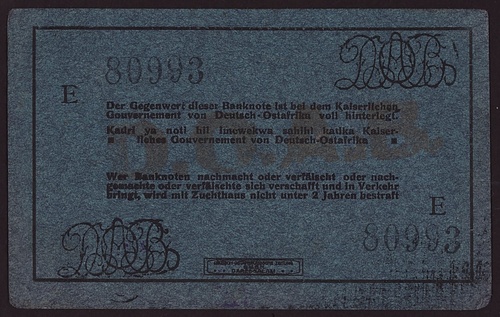 80993
E
DOAB
Der Gegenwert dieser Banknote ist bei dem Kaiserlichen
Gouvernement von Deutsch-Ostafrika voll hinterlegt.
Kadri ya noti hii imewekwa sahihi katika Kaiser-
liches Gouvernement von Deutsch-Ostafrika
Wer Banknoten nachmacht oder verfälscht oder nach-
gemachte oder verfälschte sich verschafft und in Verkehr
bringt, wird mit Zuchthaus nicht unter 2 Jahren bestraft
E
80993
DOAB